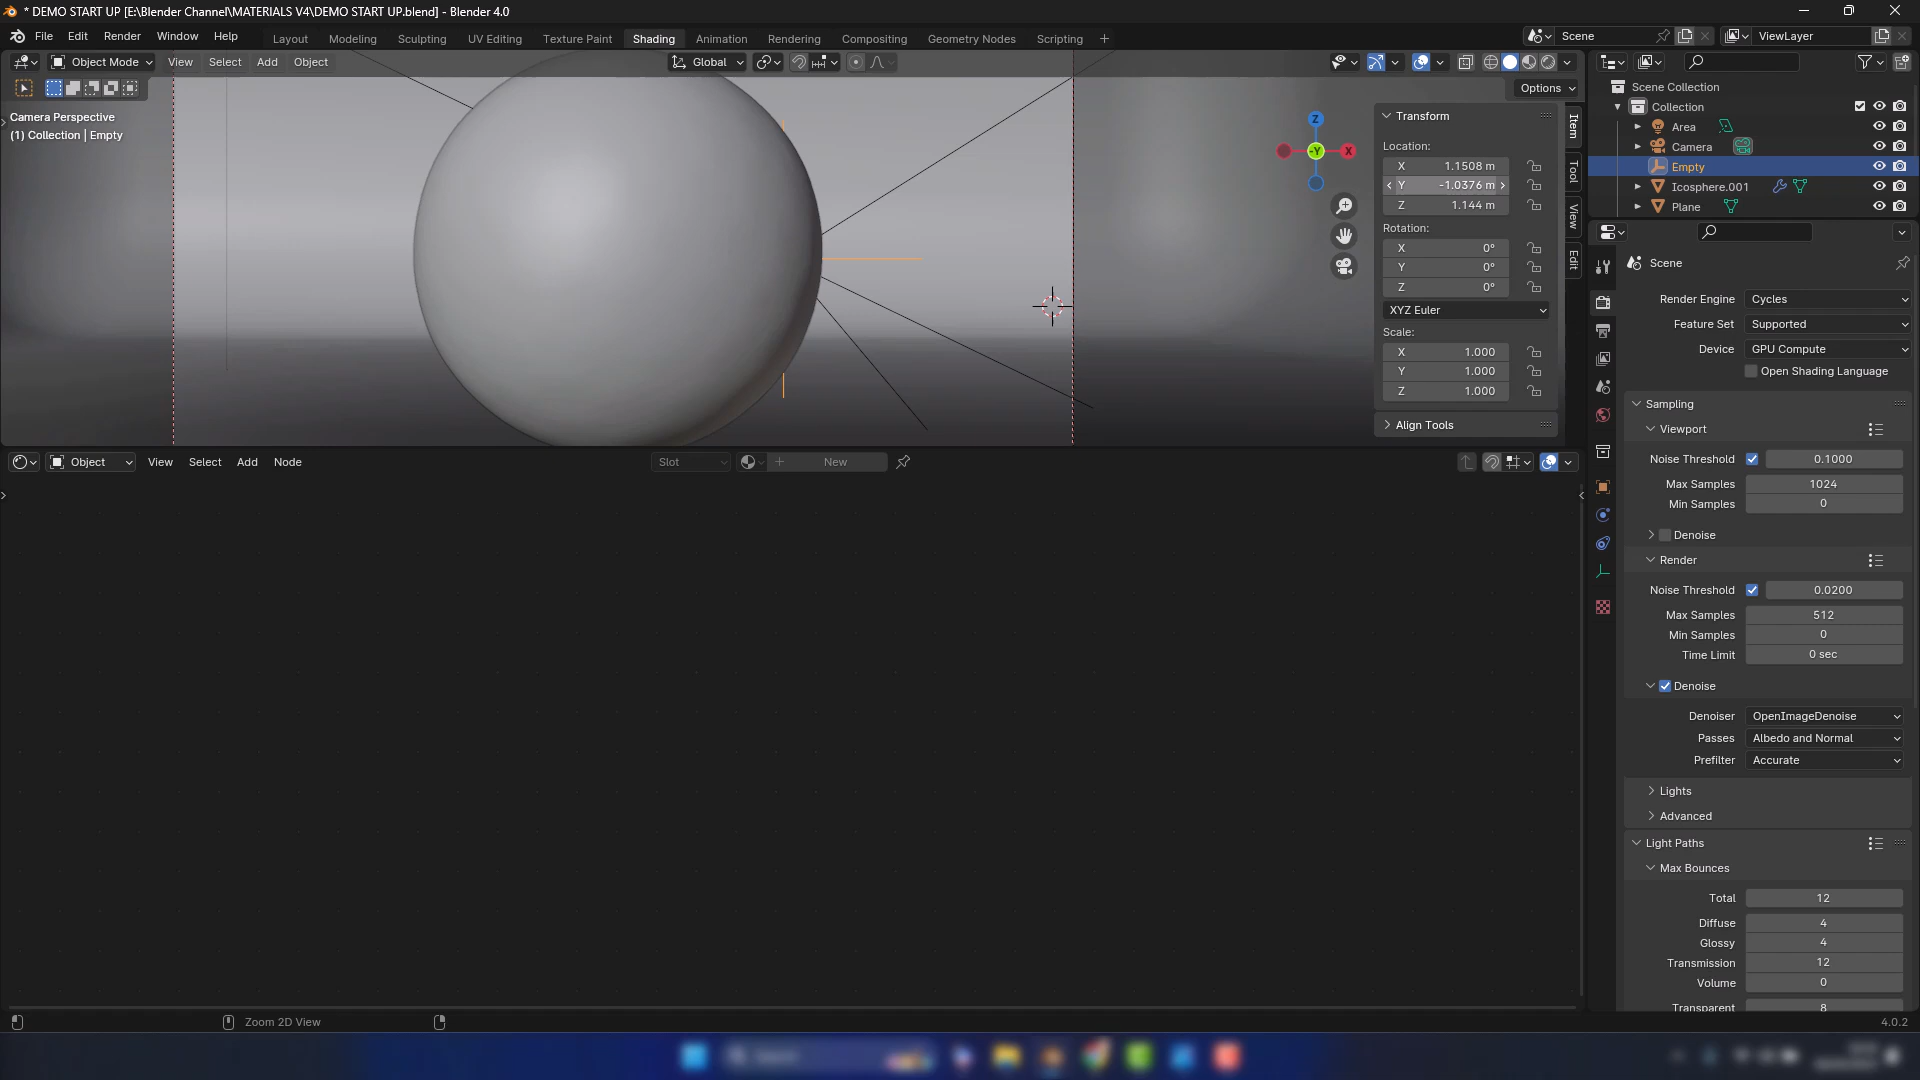 * DEMO START UP [E:\Blender Channel\MATERIALS V4\DEMO START UP.blend] - Blender 4.0
File Edit Render Window Help Layout Modeling Sculpting UV Editing Texture Paint Shading Animation Rendering Compositing Geometry Nodes Scripting + Scene ViewLayer
Object Mode View Select Add Object Global
Options
Camera Perspective
(1) Collection | Empty
Z
-Y
X
Transform
Location:
X 1.1508 m
Y -1.0376 m
Z 1.144 m
Rotation:
X 0°
Y 0°
Z 0°
XYZ Euler
Scale:
X 1.000
Y 1.000
Z 1.000
Align Tools
Item
Tool
View
Edit
Scene Collection
Collection
Area
Camera
Empty
Icosphere.001
Plane
Scene
Render Engine Cycles
Feature Set Supported
Device GPU Compute
Open Shading Language
Sampling
Viewport
Noise Threshold 0.1000
Max Samples 1024
Min Samples 0
Denoise
Render
Noise Threshold 0.0200
Max Samples 512
Min Samples 0
Time Limit 0 sec
Denoise
Denoiser OpenImageDenoise
Passes Albedo and Normal
Prefilter Accurate
Lights
Advanced
Light Paths
Max Bounces
Total 12
Diffuse 4
Glossy 4
Transmission 12
Volume 0
Transparent 8
Object View Select Add Node Slot New
Zoom 2D View
4.0.2
Search